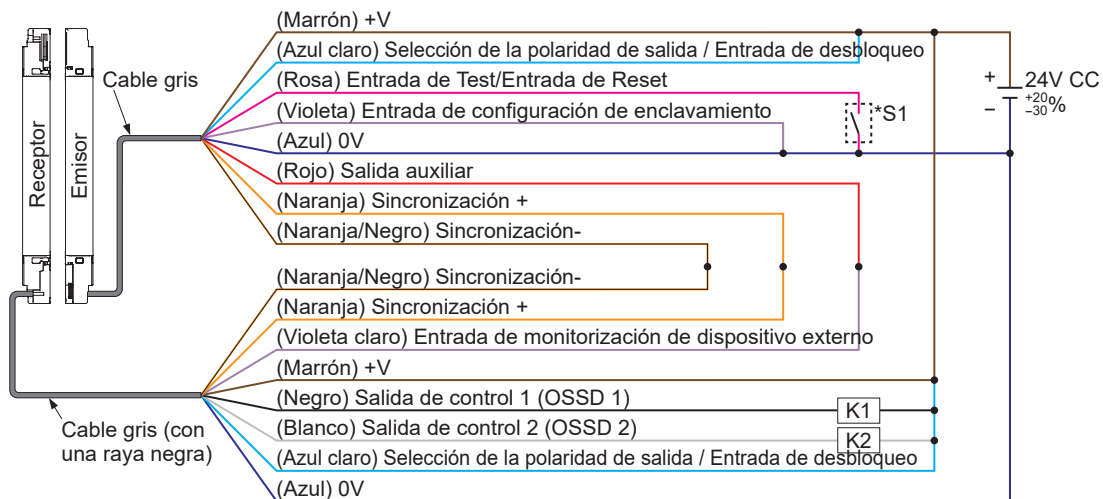 (Marrón) +V
(Azul claro) Selección de la polaridad de salida / Entrada de desbloqueo
(Rosa) Entrada de Test/Entrada de Reset
(Violeta) Entrada de configuración de enclavamiento
(Azul) 0V
(Rojo) Salida auxiliar
(Naranja) Sincronización +
(Naranja/Negro) Sincronización-
(Naranja/Negro) Sincronización-
(Naranja) Sincronización +
(Violeta claro) Entrada de monitorización de dispositivo externo
(Marrón) +V
(Negro) Salida de control 1 (OSSD 1)
(Blanco) Salida de control 2 (OSSD 2)
(Azul claro) Selección de la polaridad de salida / Entrada de desbloqueo
(Azul) 0V
Receptor
Emisor
Cable gris
Cable gris (con
una raya negra)
*S1
K1
K2
+
−
24V CC
+20
−30%